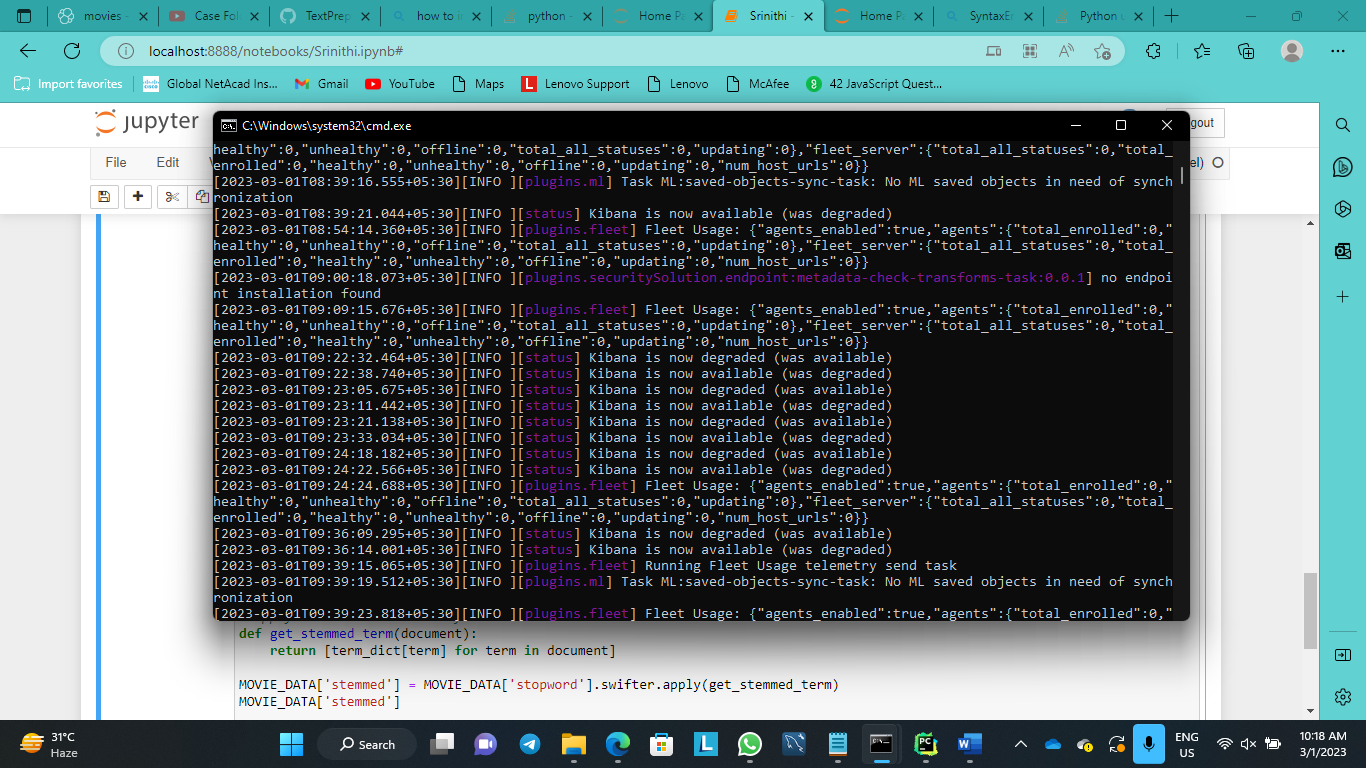 movies -
Case Fol
TextPrep
how to i
python -
Home Pa
Srinithi -
Home Pa
SyntaxEr
Python u
localhost:8888/notebooks/Srinithi.ipynb#
Import favorites
Global NetAcad Ins...
Gmail
YouTube
Maps
Lenovo Support
Lenovo
McAfee
42 JavaScript Quest...
jupyter
gout
File
Edit
el)
C:\Windows\system32\cmd.exe
healthy":0,"unhealthy":0,"offline":0,"total_all_statuses":0,"updating":0},"fleet_server":{"total_all_statuses":0,"total_
enrolled":0,"healthy":0,"unhealthy":0,"offline":0,"updating":0,"num_host_urls":0}}
[2023-03-01T08:39:16.555+05:30][INFO ][plugins.ml] Task ML:saved-objects-sync-task: No ML saved objects in need of synch
ronization
[2023-03-01T08:39:21.044+05:30][INFO ][status] Kibana is now available (was degraded)
[2023-03-01T08:54:14.360+05:30][INFO ][plugins.fleet] Fleet Usage: {"agents_enabled":true,"agents":{"total_enrolled":0,"
healthy":0,"unhealthy":0,"offline":0,"total_all_statuses":0,"updating":0},"fleet_server":{"total_all_statuses":0,"total_
enrolled":0,"healthy":0,"unhealthy":0,"offline":0,"updating":0,"num_host_urls":0}}
[2023-03-01T09:00:18.073+05:30][INFO ][plugins.securitySolution.endpoint:metadata-check-transforms-task:0.0.1] no endpoi
nt installation found
[2023-03-01T09:09:15.676+05:30][INFO ][plugins.fleet] Fleet Usage: {"agents_enabled":true,"agents":{"total_enrolled":0,"
healthy":0,"unhealthy":0,"offline":0,"total_all_statuses":0,"updating":0},"fleet_server":{"total_all_statuses":0,"total_
enrolled":0,"healthy":0,"unhealthy":0,"offline":0,"updating":0,"num_host_urls":0}}
[2023-03-01T09:22:32.464+05:30][INFO ][status] Kibana is now degraded (was available)
[2023-03-01T09:22:38.740+05:30][INFO ][status] Kibana is now available (was degraded)
[2023-03-01T09:23:05.675+05:30][INFO ][status] Kibana is now degraded (was available)
[2023-03-01T09:23:11.442+05:30][INFO ][status] Kibana is now available (was degraded)
[2023-03-01T09:23:21.138+05:30][INFO ][status] Kibana is now degraded (was available)
[2023-03-01T09:23:33.034+05:30][INFO ][status] Kibana is now available (was degraded)
[2023-03-01T09:24:18.182+05:30][INFO ][status] Kibana is now degraded (was available)
[2023-03-01T09:24:22.566+05:30][INFO ][status] Kibana is now available (was degraded)
[2023-03-01T09:24:24.688+05:30][INFO ][plugins.fleet] Fleet Usage: {"agents_enabled":true,"agents":{"total_enrolled":0,"
healthy":0,"unhealthy":0,"offline":0,"total_all_statuses":0,"updating":0},"fleet_server":{"total_all_statuses":0,"total_
enrolled":0,"healthy":0,"unhealthy":0,"offline":0,"updating":0,"num_host_urls":0}}
[2023-03-01T09:36:09.295+05:30][INFO ][status] Kibana is now degraded (was available)
[2023-03-01T09:36:14.001+05:30][INFO ][status] Kibana is now available (was degraded)
[2023-03-01T09:39:15.065+05:30][INFO ][plugins.fleet] Running Fleet Usage telemetry send task
[2023-03-01T09:39:19.512+05:30][INFO ][plugins.ml] Task ML:saved-objects-sync-task: No ML saved objects in need of synch
ronization
[2023-03-01T09:39:23.818+05:30][INFO ][plugins.fleet] Fleet Usage: {"agents_enabled":true,"agents":{"total_enrolled":0,"
def get_stemmed_term(document):
return [term_dict[term] for term in document]
MOVIE_DATA['stemmed'] = MOVIE_DATA['stopword'].swifter.apply(get_stemmed_term)
MOVIE_DATA['stemmed']
31°C
Haze
Search
ENG
US
10:18 AM
3/1/2023